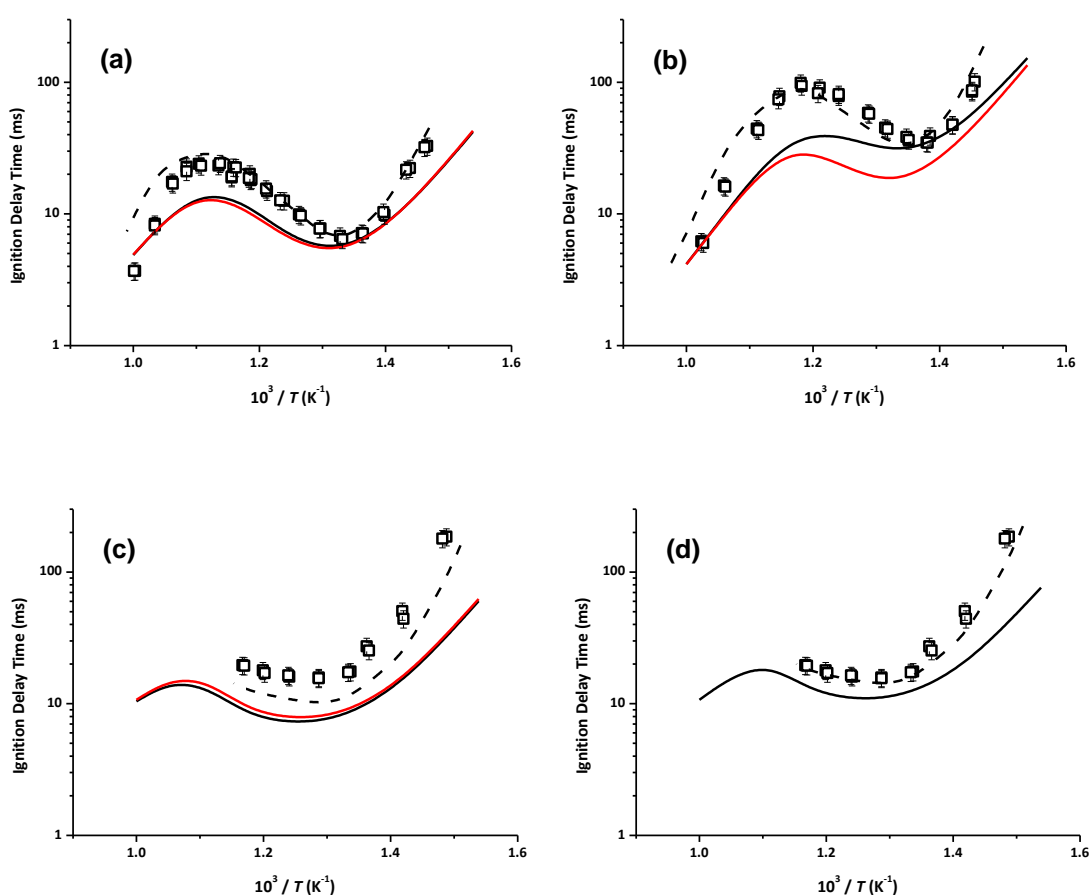 (a)
100
10
1
Ignition Delay Time (ms)
1.0 1.2 1.4 1.6
10³ / T (K⁻¹)
(b)
100
10
1
Ignition Delay Time (ms)
1.0 1.2 1.4 1.6
10³ / T (K⁻¹)
(c)
100
10
1
Ignition Delay Time (ms)
1.0 1.2 1.4 1.6
10³ / T (K⁻¹)
(d)
100
10
1
Ignition Delay Time (ms)
1.0 1.2 1.4 1.6
10³ / T (K⁻¹)